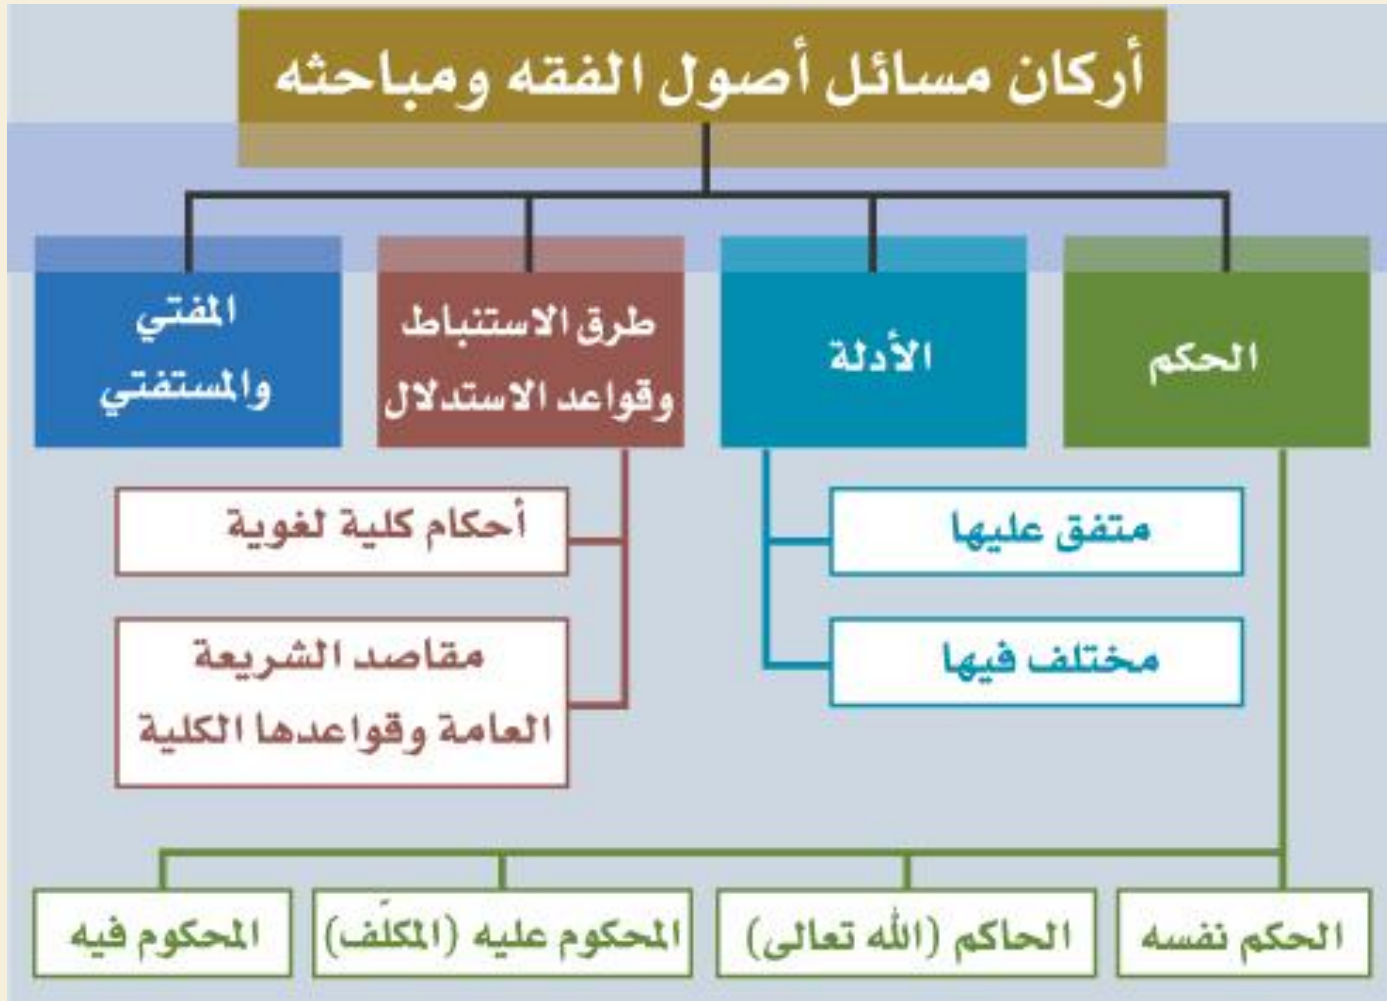 أركان مسائل أصول الفقه ومباحثه
الحكم
الأدلة
طرق الاستنباط
وقواعد الاستدلال
المفتي
والمستفتي
متفق عليها
مختلف فيها
أحكام كلية لغوية
مقاصد الشريعة
العامة وقواعدها الكلية
الحكم نفسه
الحاكم (الله تعالى)
المحكوم عليه (المكلَّف)
المحكوم فيه